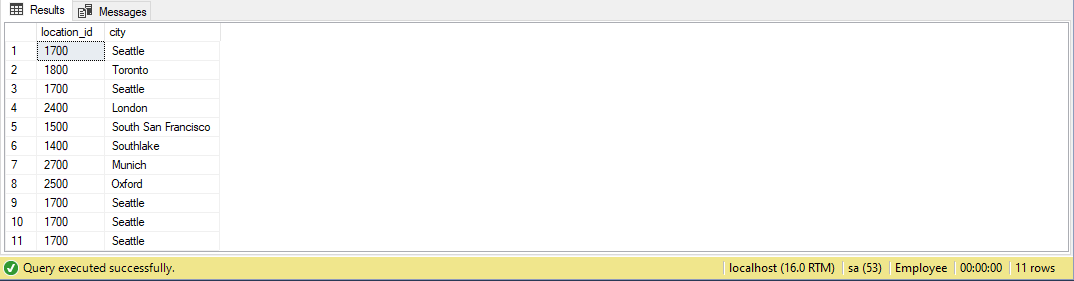 Results Messages
location_id city
1 1700 Seattle
2 1800 Toronto
3 1700 Seattle
4 2400 London
5 1500 South San Francisco
6 1400 Southlake
7 2700 Munich
8 2500 Oxford
9 1700 Seattle
10 1700 Seattle
11 1700 Seattle
Query executed successfully. localhost (16.0 RTM) sa (53) Employee 00:00:00 11 rows